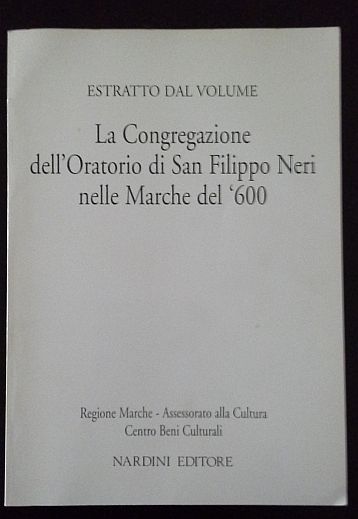 ESTRATTO DAL VOLUME
La Congregazione
dell'Oratorio di San Filippo Neri
nelle Marche del ‘600
Regione Marche - Assessorato alla Cultura
Centro Beni Culturali
NARDINI EDITORE